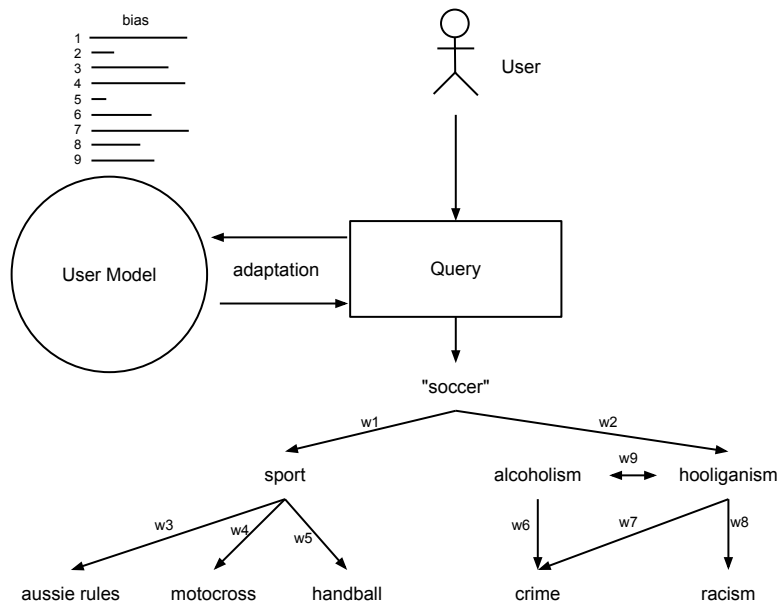 bias
1
2
3
4
5
6
7
8
9
User
User Model
adaptation
Query
"soccer"
w1
w2
sport
alcoholism
w9
hooliganism
w3
w4
w5
w6
w7
w8
aussie rules
motocross
handball
crime
racism